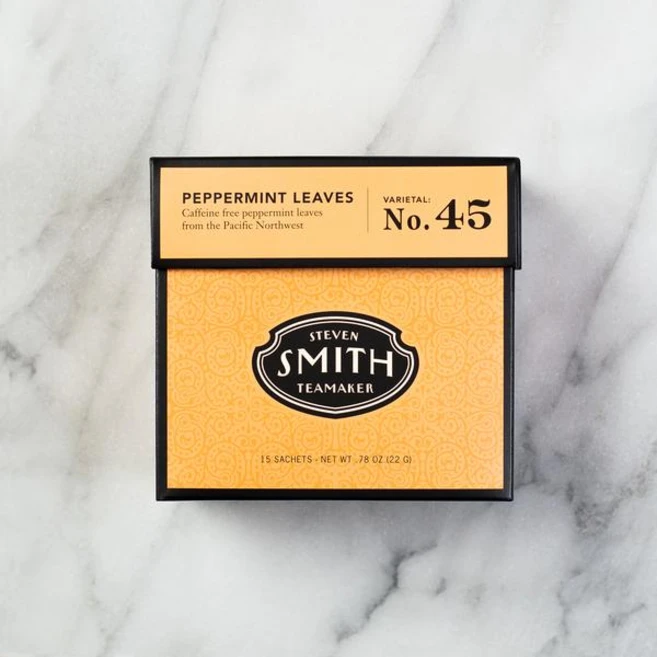 PEPPERMINT LEAVES
Caffeine free peppermint leaves
from the Pacific Northwest
VARIETAL:
No. 45
STEVEN
SMITH
TEAMAKER
15 SACHETS - NET WT .78 OZ (22 G)